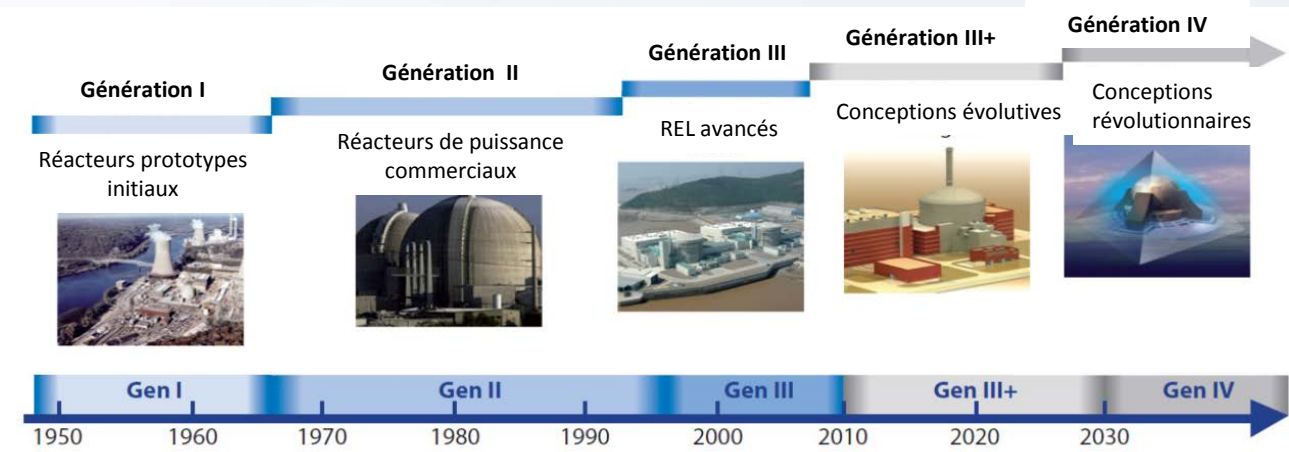 Génération I
Génération II
Génération III
Génération III+
Génération IV
Réacteurs prototypes
initiaux
Réacteurs de puissance
commerciaux
REL avancés
Conceptions évolutives
Conceptions
révolutionnaires
Gen I
Gen II
Gen III
Gen III+
Gen IV
1950
1960
1970
1980
1990
2000
2010
2020
2030